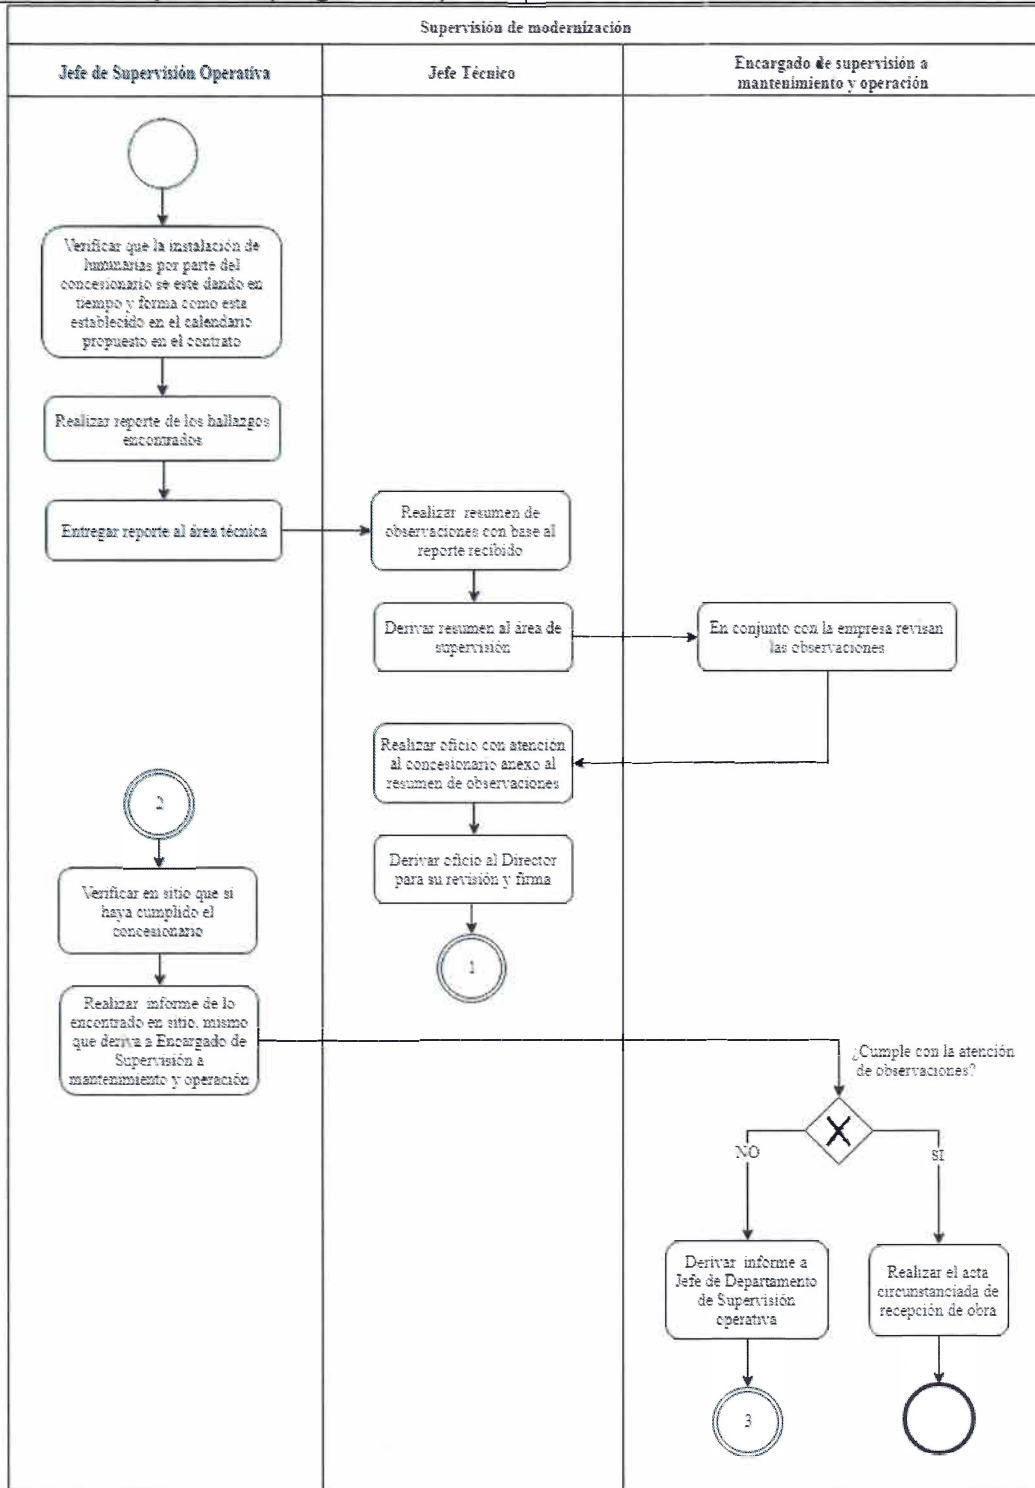 Supervisión de modernización
Jefe de Supervisión Operativa
Jefe Técnico
Encargado de supervisión a
mantenimiento y operación
Verificar que la instalación de
luminarias por parte del
concesionario se este dando en
tiempo y forma como esta
establecido en el calendario
propuesto en el contrato
Realizar reporte de los hallazgos
encontrados
Entregar reporte al área técnica
Realizar resumen de
observaciones con base al
reporte recibido
Derivar resumen al área de
supervisión
En conjunto con la empresa revisan
las observaciones
Realizar oficio con atención
al concesionario anexo al
resumen de observaciones
Derivar oficio al Director
para su revisión y firma
1
2
Verificar en sitio que si
haya cumplido el
concesionario
Realizar informe de lo
encontrado en sitio, mismo
que deriva a Encargado de
Supervisión a
mantenimiento y operación
¿Cumple con la atención
de observaciones?
NO
SI
Derivar informe a
Jefe de Departamento
de Supervisión
operativa
Realizar el acta
circunstanciada de
recepción de obra
3